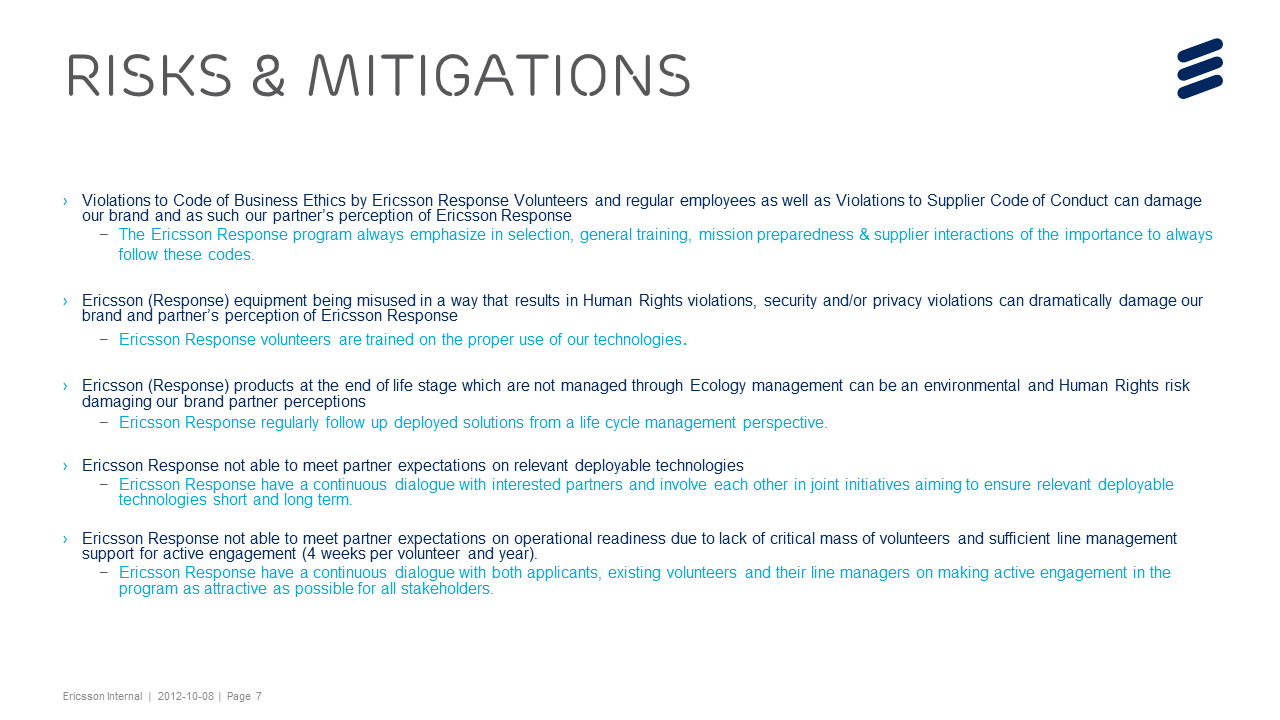 RISKS & MITIGATIONS
› Violations to Code of Business Ethics by Ericsson Response Volunteers and regular employees as well as Violations to Supplier Code of Conduct can damage
our brand and as such our partner’s perception of Ericsson Response
– The Ericsson Response program always emphasize in selection, general training, mission preparedness & supplier interactions of the importance to always
follow these codes.
› Ericsson (Response) equipment being misused in a way that results in Human Rights violations, security and/or privacy violations can dramatically damage our
brand and partner’s perception of Ericsson Response
– Ericsson Response volunteers are trained on the proper use of our technologies.
› Ericsson (Response) products at the end of life stage which are not managed through Ecology management can be an environmental and Human Rights risk
damaging our brand partner perceptions
– Ericsson Response regularly follow up deployed solutions from a life cycle management perspective.
› Ericsson Response not able to meet partner expectations on relevant deployable technologies
– Ericsson Response have a continuous dialogue with interested partners and involve each other in joint initiatives aiming to ensure relevant deployable
technologies short and long term.
› Ericsson Response not able to meet partner expectations on operational readiness due to lack of critical mass of volunteers and sufficient line management
support for active engagement (4 weeks per volunteer and year).
– Ericsson Response have a continuous dialogue with both applicants, existing volunteers and their line managers on making active engagement in the
program as attractive as possible for all stakeholders.
Ericsson Internal | 2012-10-08 | Page 7